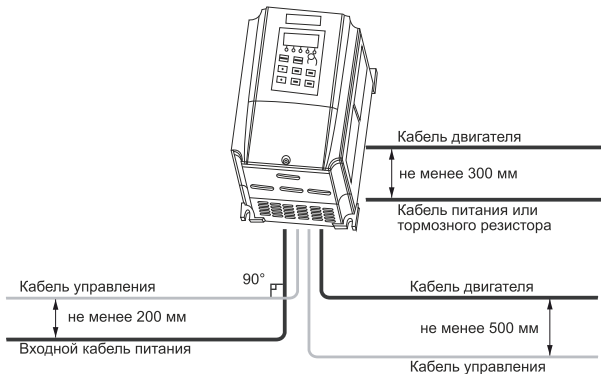 Кабель двигателя
не менее 300 мм
Кабель питания или
тормозного резистора
90°
Кабель управления
не менее 200 мм
Входной кабель питания
Кабель двигателя
не менее 500 мм
Кабель управления